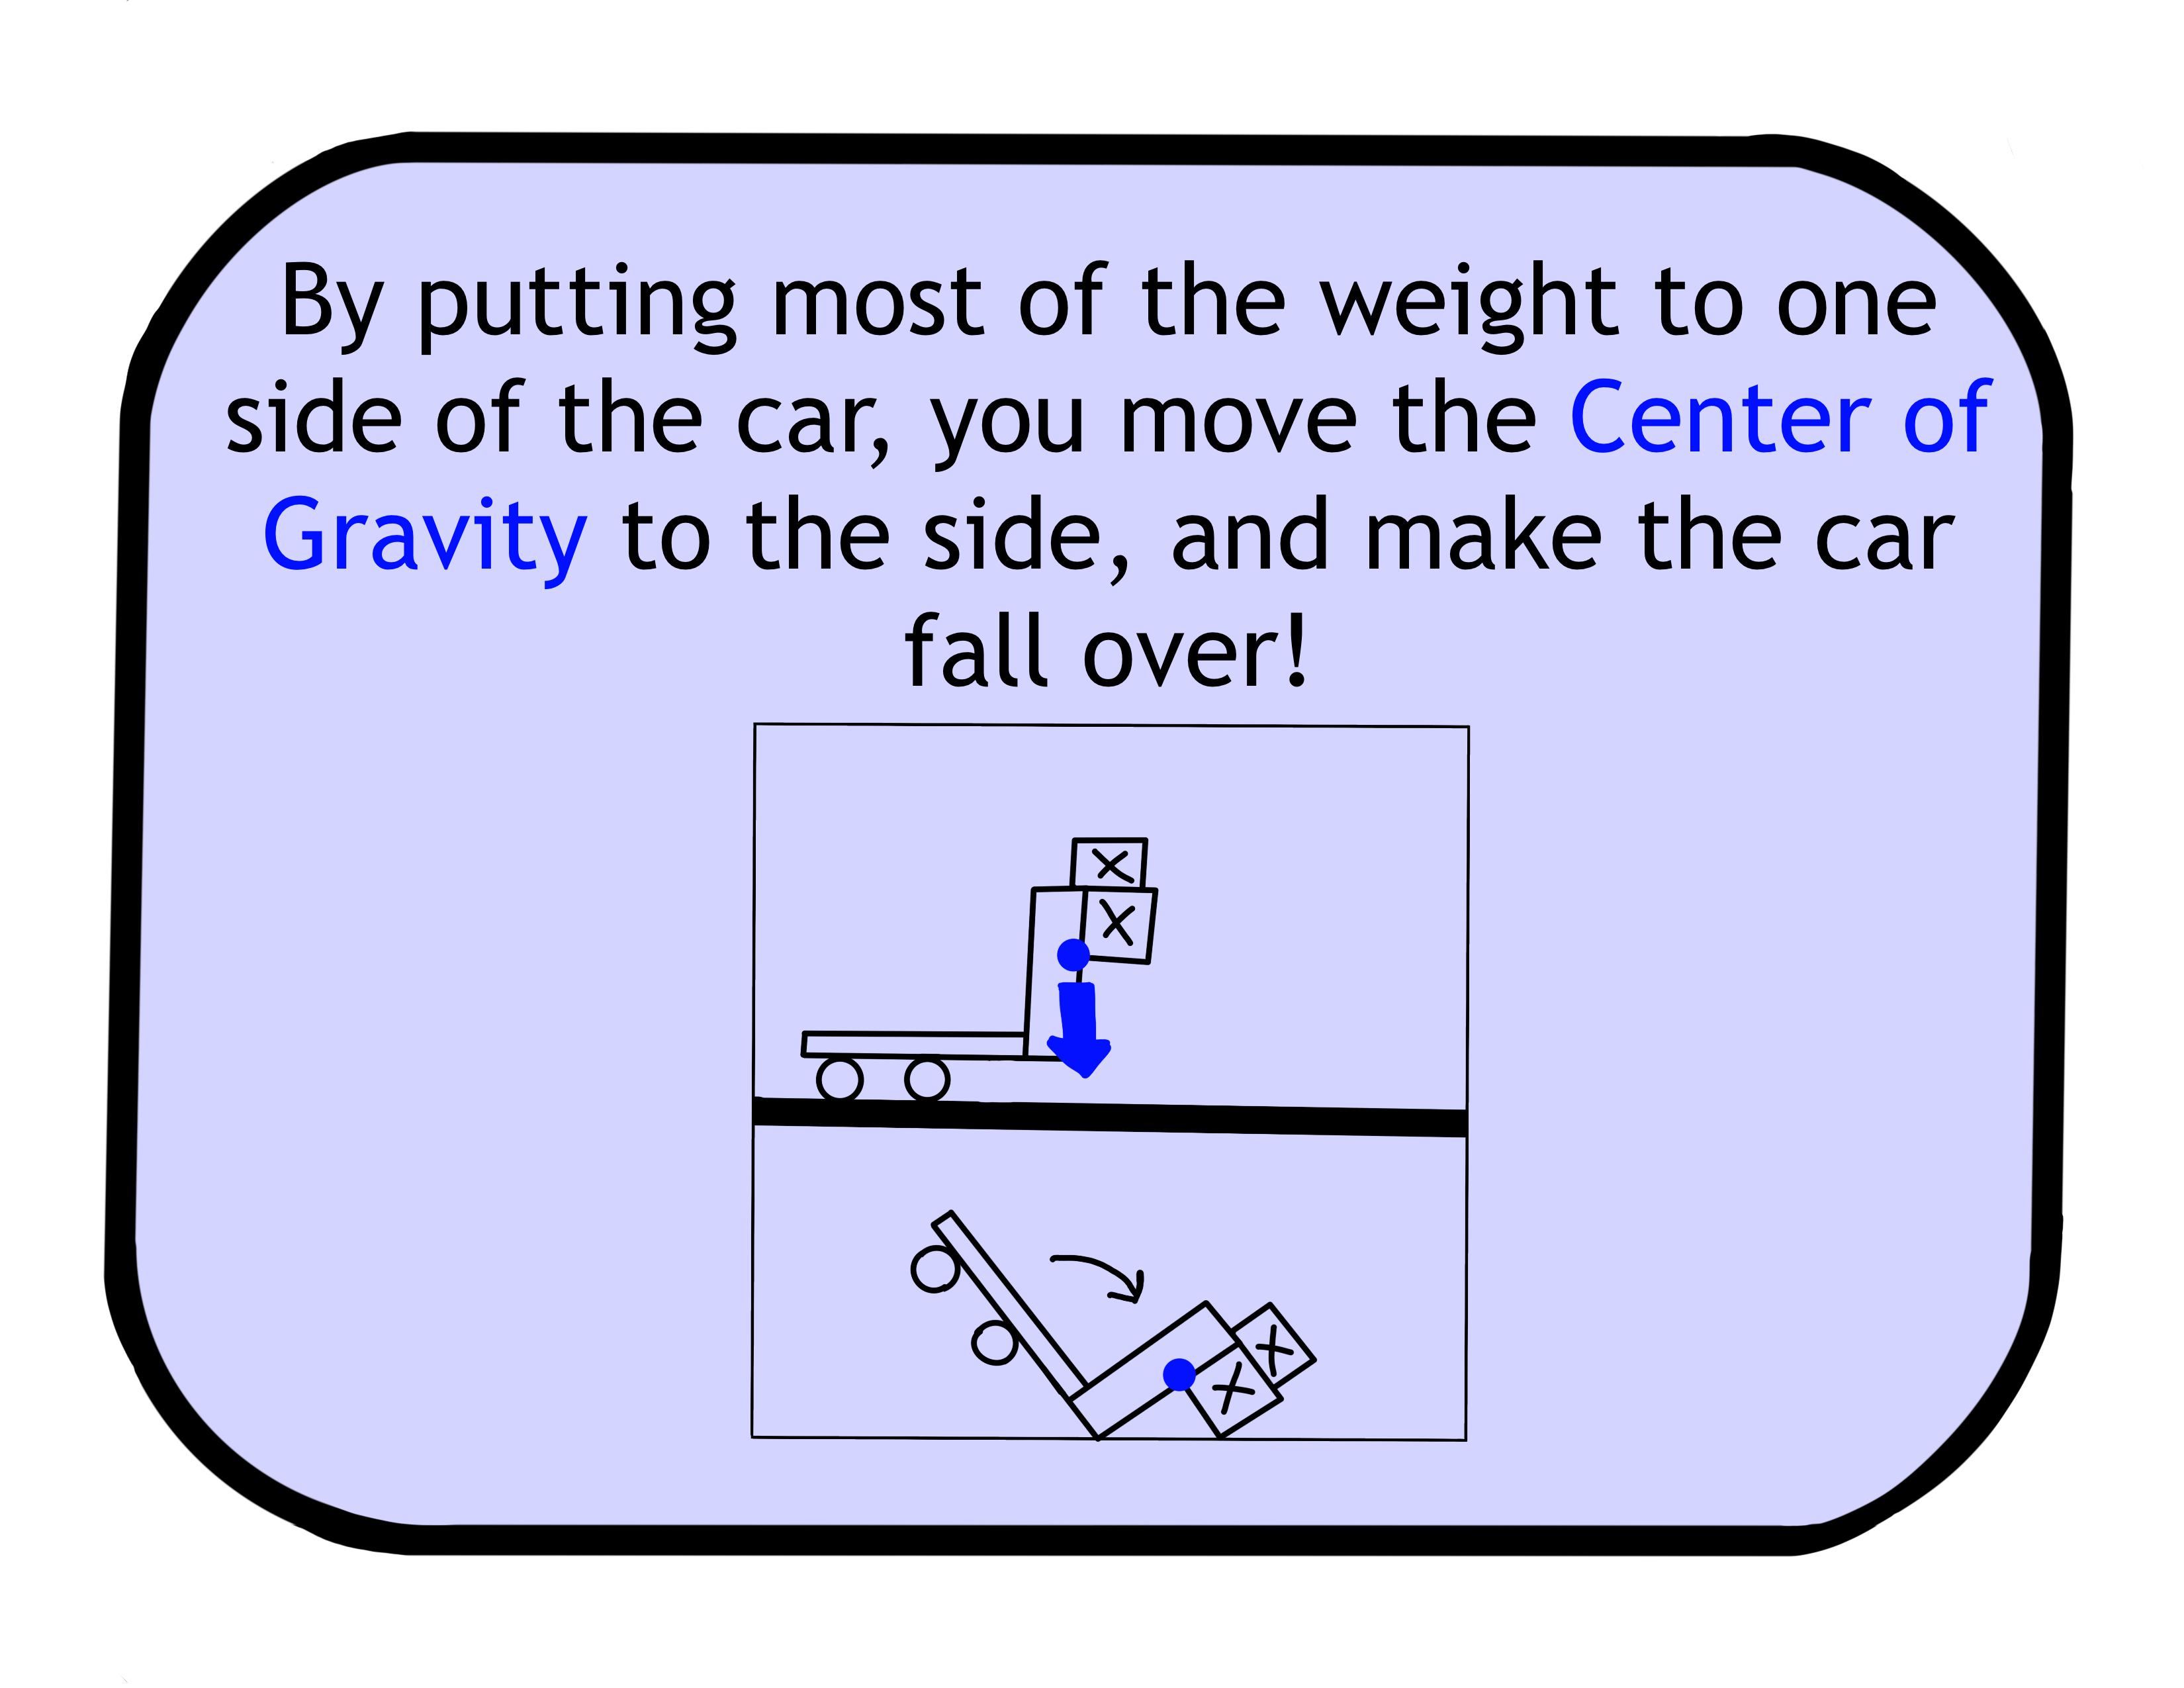 By putting most of the weight to one
side of the car, you move the Center of
Gravity to the side, and make the car
fall over!